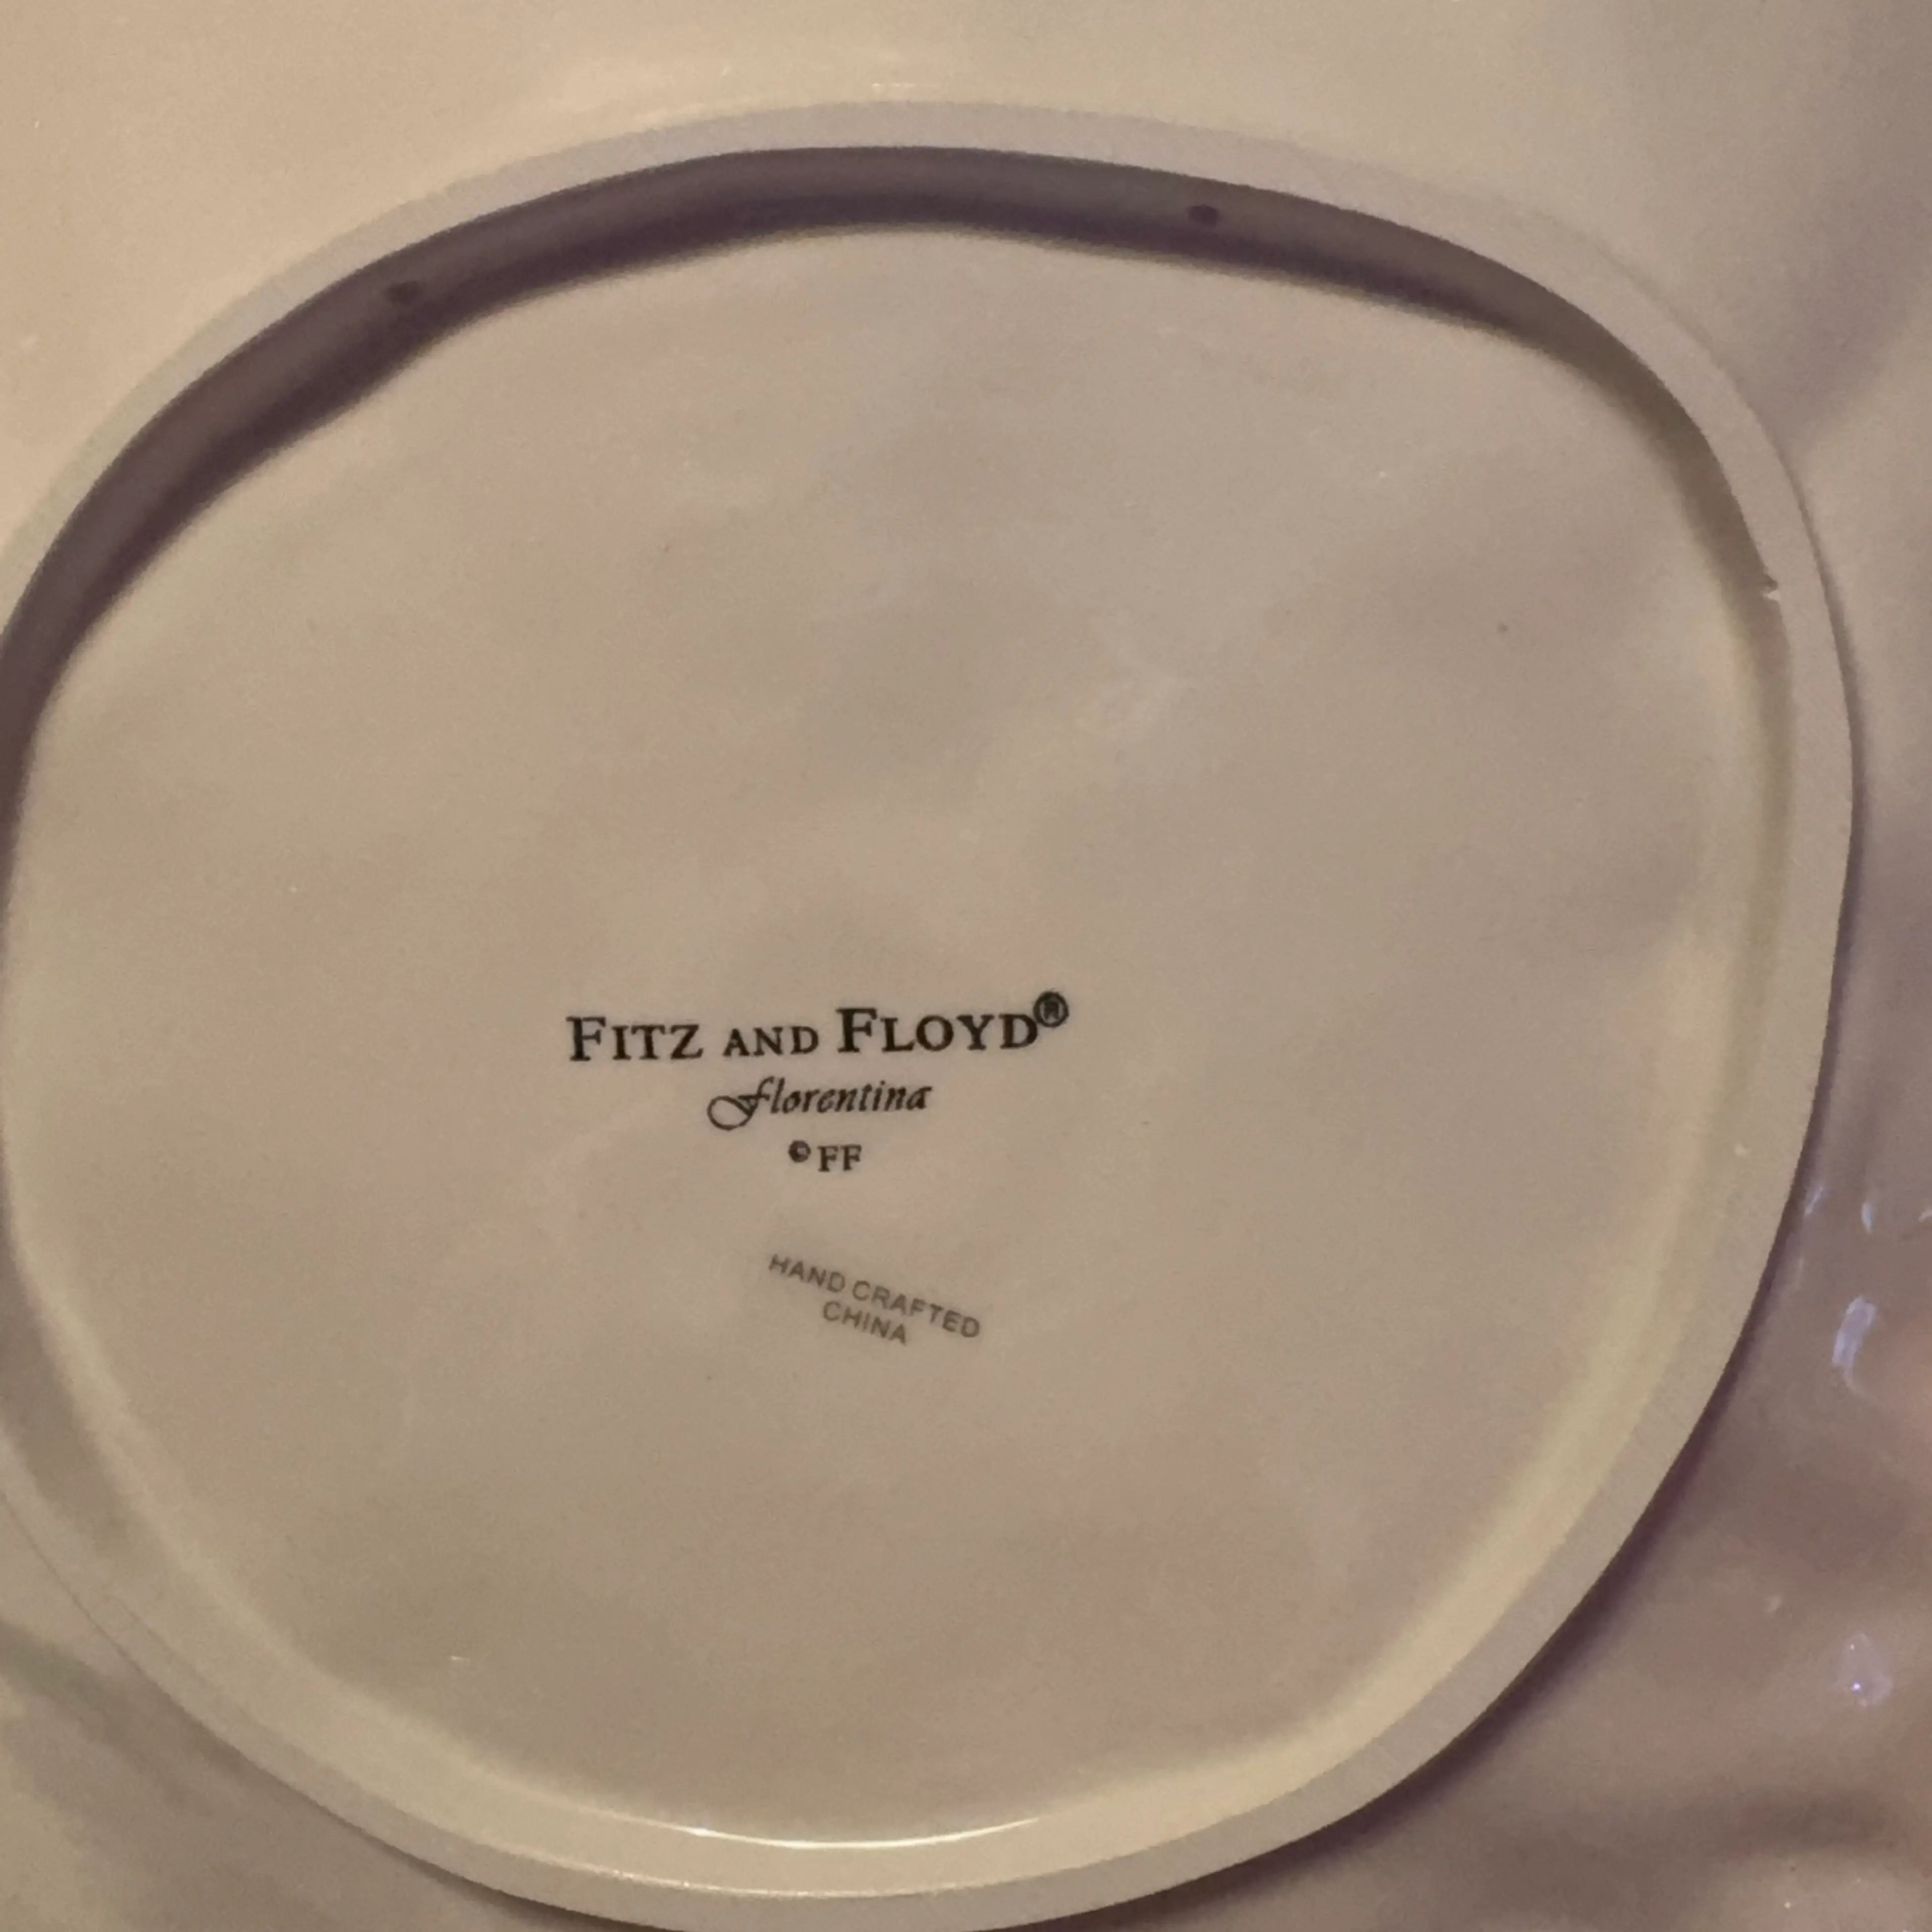 FITZ AND FLOYD®
Florentina
© FF
HAND CRAFTED
CHINA